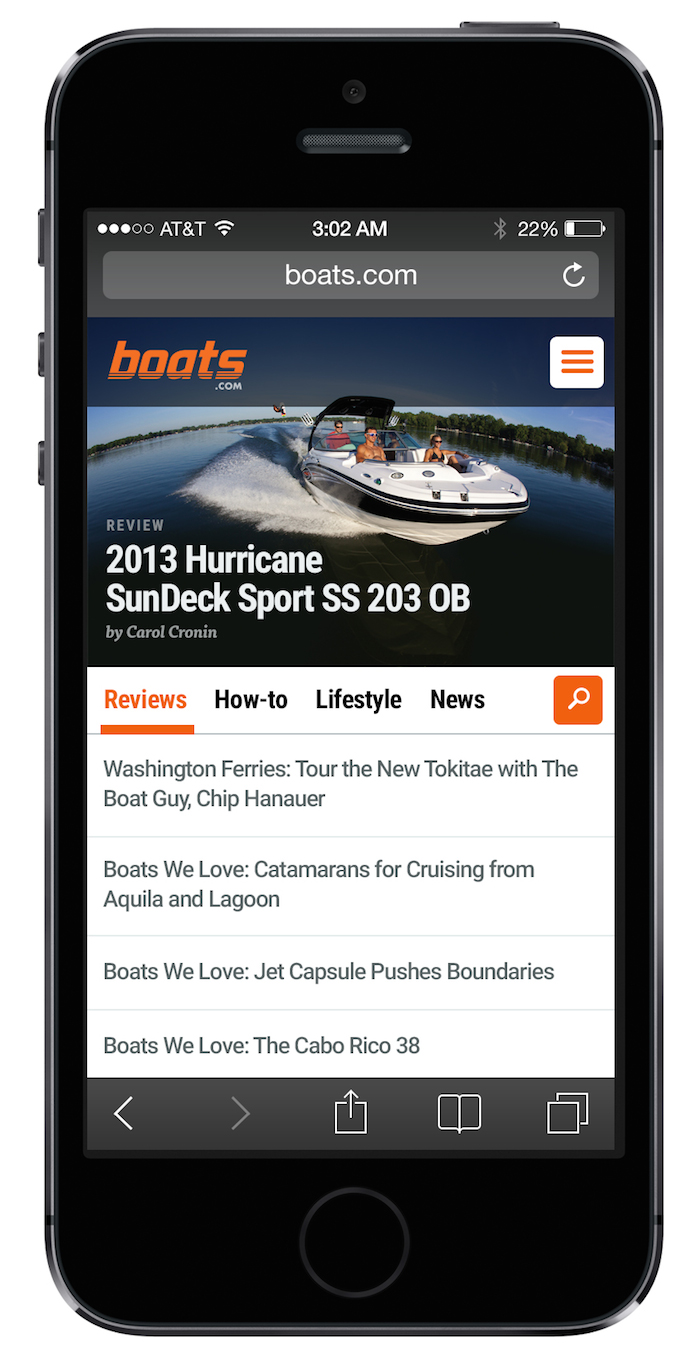 AT&T 3:02 AM 22%
boats.com
boats
.COM
REVIEW
2013 Hurricane
SunDeck Sport SS 203 OB
by Carol Cronin
Reviews How-to Lifestyle News
Washington Ferries: Tour the New Tokitae with The
Boat Guy, Chip Hanauer
Boats We Love: Catamarans for Cruising from
Aquila and Lagoon
Boats We Love: Jet Capsule Pushes Boundaries
Boats We Love: The Cabo Rico 38